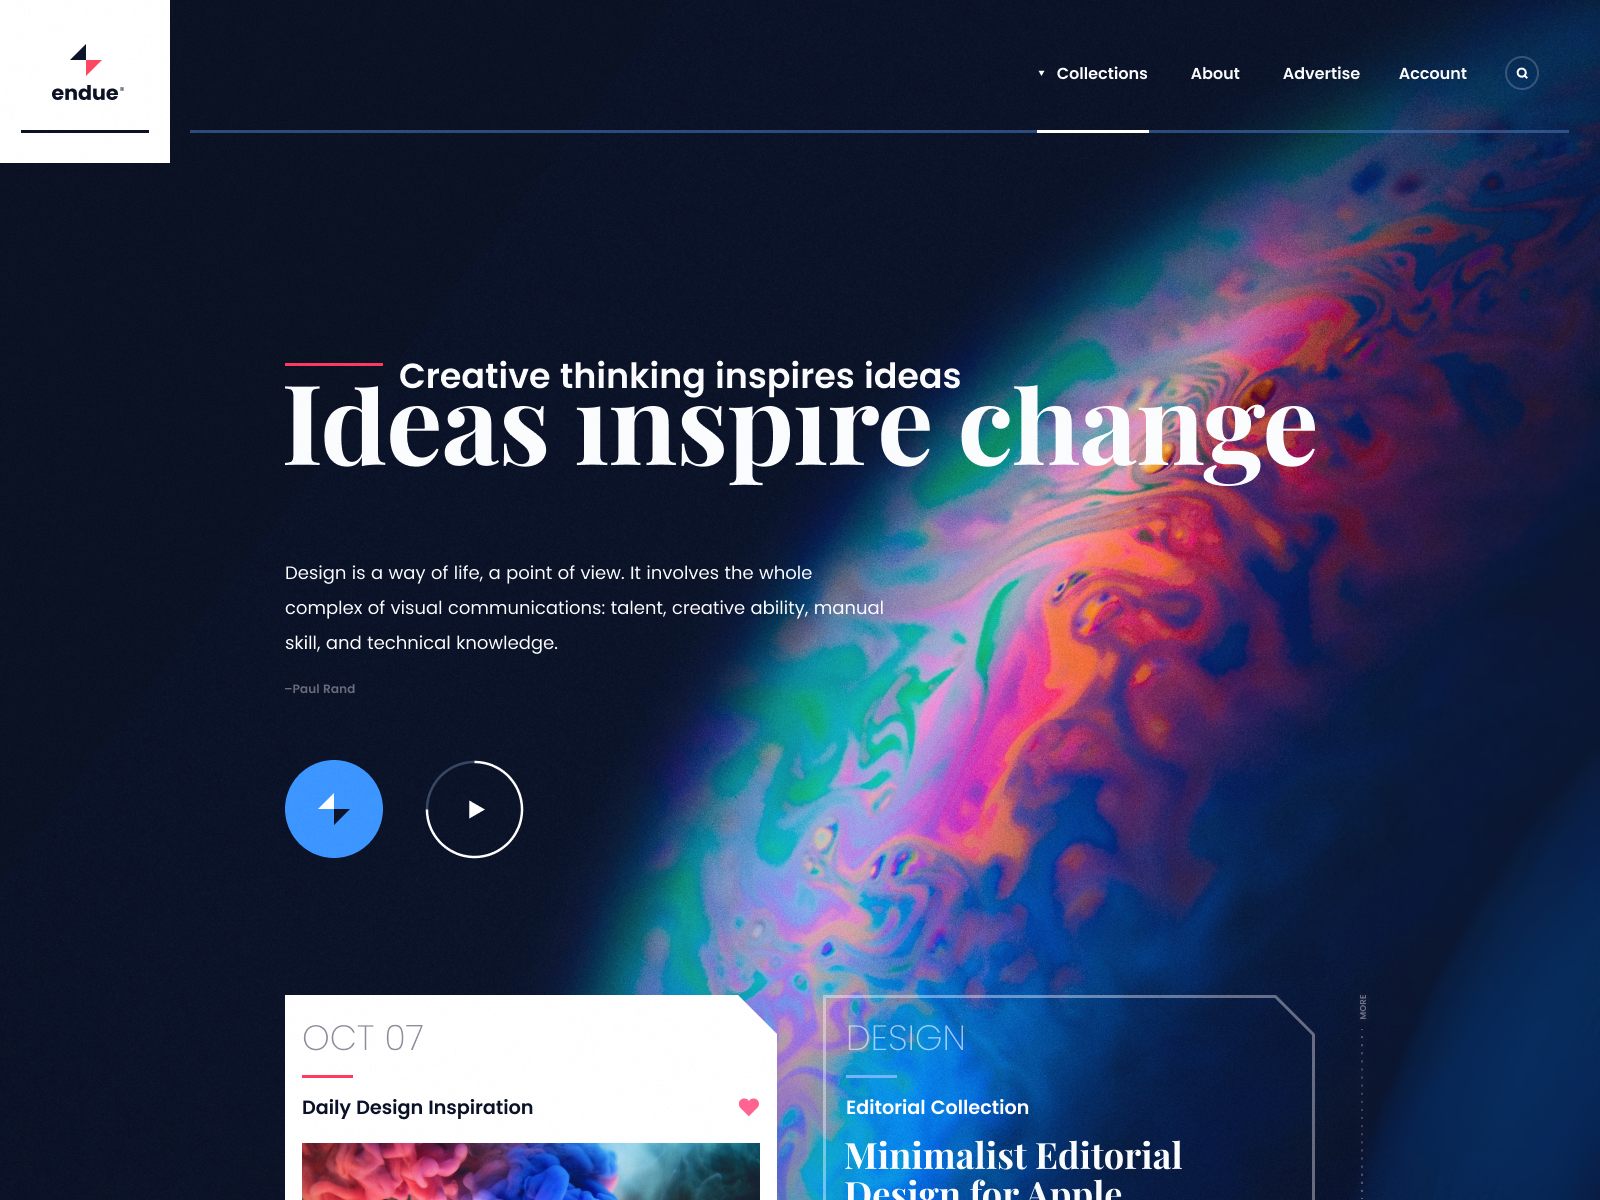 endue
Collections
About
Advertise
Account
Creative thinking inspires ideas
Ideas inspire change
Design is a way of life, a point of view. It involves the whole
complex of visual communications: talent, creative ability, manual
skill, and technical knowledge.
–Paul Rand
OCT 07
Daily Design Inspiration
DESIGN
Editorial Collection
Minimalist Editorial
Design for Apple
MORE